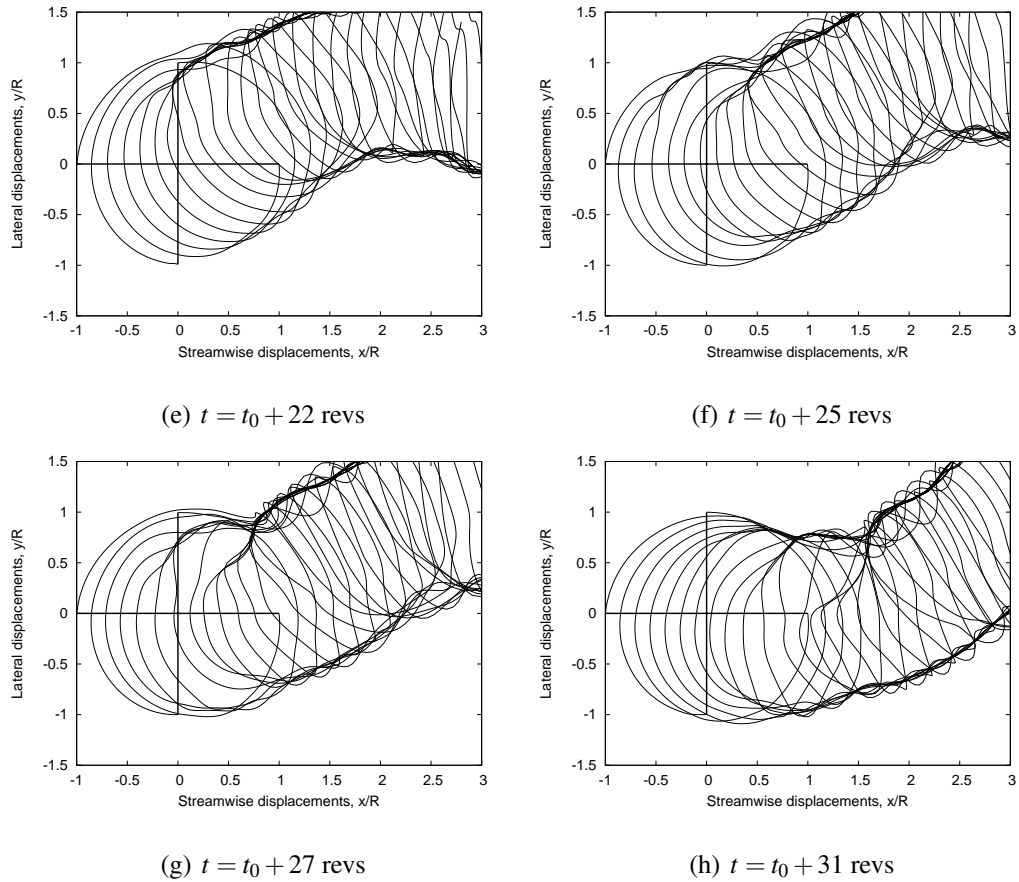 1.5
1
0.5
0
-0.5
-1
-1.5
-1 -0.5 0 0.5 1 1.5 2 2.5 3
Lateral displacements, y/R
Streamwise displacements, x/R
(e) t = t0 + 22 revs
1.5
1
0.5
0
-0.5
-1
-1.5
-1 -0.5 0 0.5 1 1.5 2 2.5 3
Lateral displacements, y/R
Streamwise displacements, x/R
(f) t = t0 + 25 revs
1.5
1
0.5
0
-0.5
-1
-1.5
-1 -0.5 0 0.5 1 1.5 2 2.5 3
Lateral displacements, y/R
Streamwise displacements, x/R
(g) t = t0 + 27 revs
1.5
1
0.5
0
-0.5
-1
-1.5
-1 -0.5 0 0.5 1 1.5 2 2.5 3
Lateral displacements, y/R
Streamwise displacements, x/R
(h) t = t0 + 31 revs